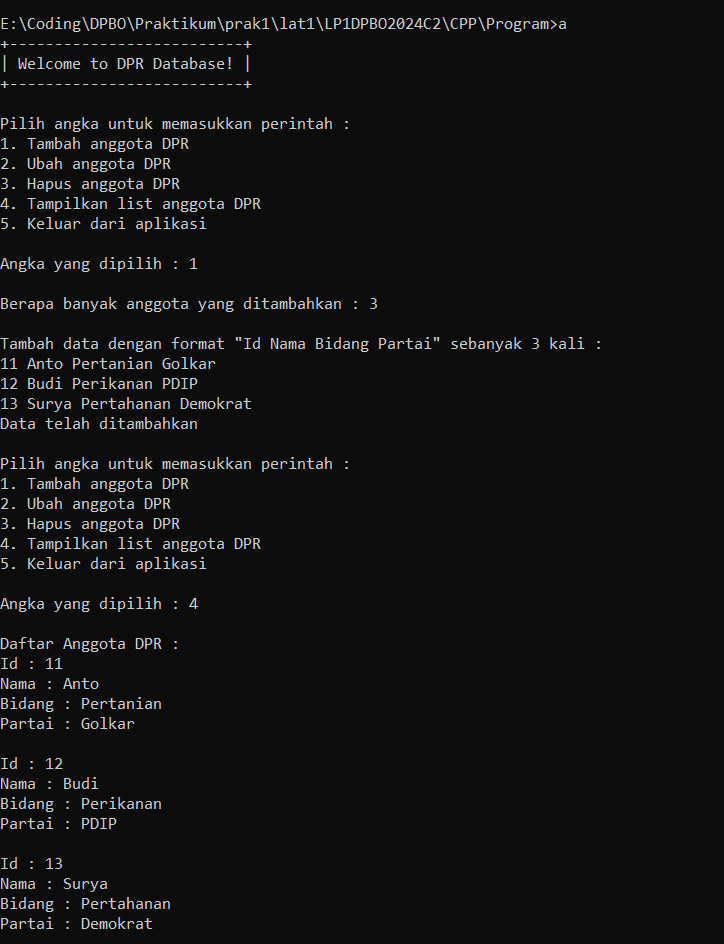 E:\Coding\DPBO\Praktikum\prak1\lat1\LP1DPBO2024C2\CPP\Program>a
+--------------------------+
| Welcome to DPR Database! |
+--------------------------+
Pilih angka untuk memasukkan perintah :
1. Tambah anggota DPR
2. Ubah anggota DPR
3. Hapus anggota DPR
4. Tampilkan list anggota DPR
5. Keluar dari aplikasi
Angka yang dipilih : 1
Berapa banyak anggota yang ditambahkan : 3
Tambah data dengan format "Id Nama Bidang Partai" sebanyak 3 kali :
11 Anto Pertanian Golkar
12 Budi Perikanan PDIP
13 Surya Pertahanan Demokrat
Data telah ditambahkan
Pilih angka untuk memasukkan perintah :
1. Tambah anggota DPR
2. Ubah anggota DPR
3. Hapus anggota DPR
4. Tampilkan list anggota DPR
5. Keluar dari aplikasi
Angka yang dipilih : 4
Daftar Anggota DPR :
Id : 11
Nama : Anto
Bidang : Pertanian
Partai : Golkar
Id : 12
Nama : Budi
Bidang : Perikanan
Partai : PDIP
Id : 13
Nama : Surya
Bidang : Pertahanan
Partai : Demokrat